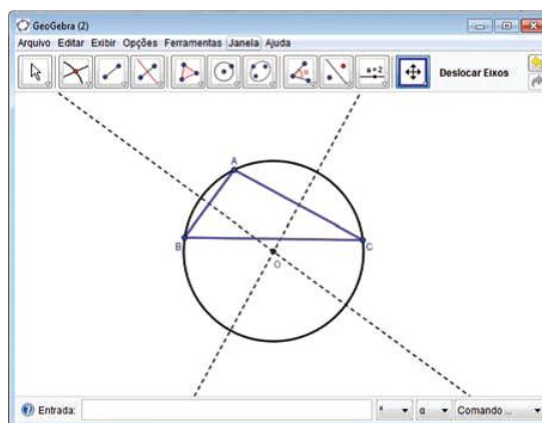 GeoGebra (2)
Arquivo Editar Exibir Opções Ferramentas Janela Ajuda
a=2
Deslocar Eixos
A
B
C
O
Entrada:
α
Comando ...